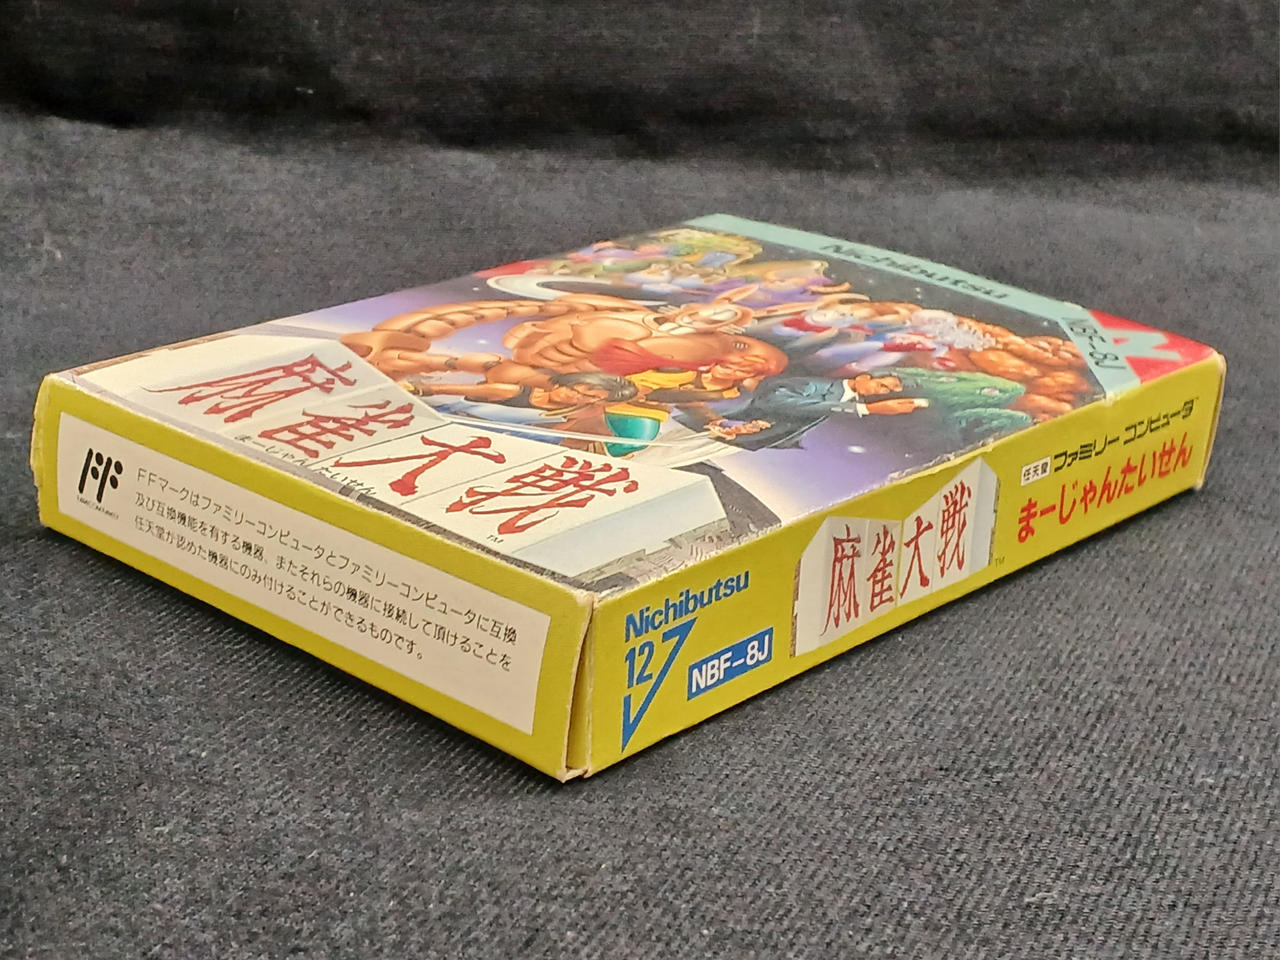 Nichibutsu
NBF-8J
麻雀大戦
まーじゃんたいせん
TM
FFマークはファミリーコンピュータとファミリーコンピュータに互換
及び互換機能を有する機器、またそれらの機器に接続して頂けることを
任天堂が認めた機器にのみ付けることができるものです。
Nichibutsu
12
NBF-8J
麻雀大戦
TM
任天堂
ファミリー コンピュータ
まーじゃんたいせん